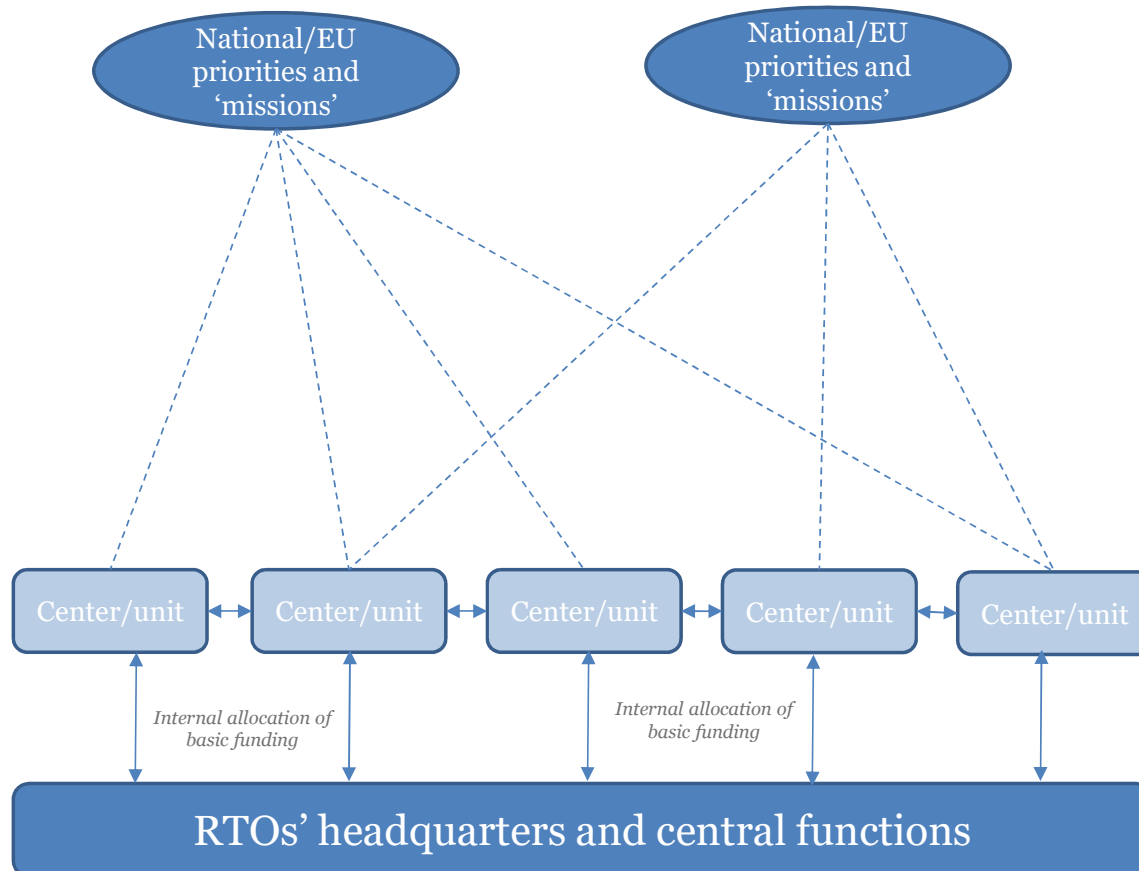 National/EU
priorities and
‘missions’
National/EU
priorities and
‘missions’
Center/unit
Center/unit
Center/unit
Center/unit
Center/unit
Internal allocation of
basic funding
Internal allocation of
basic funding
RTOs’ headquarters and central functions